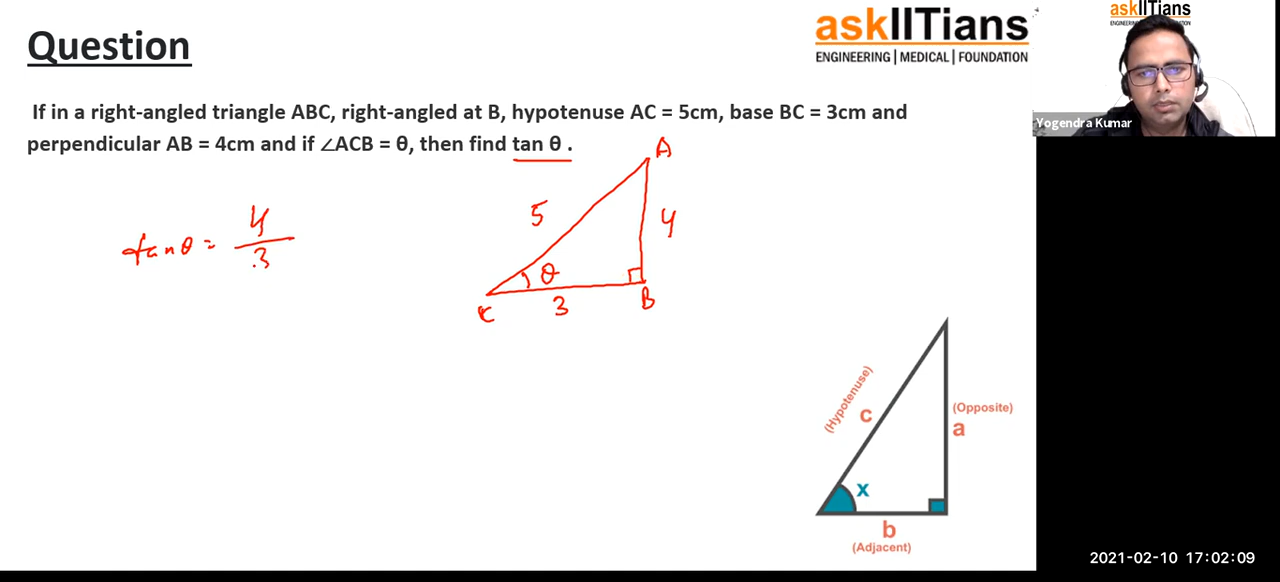 Question
askIITians
ENGINEERING | MEDICAL | FOUNDATION
askIITians
Yogendra Kumar
If in a right-angled triangle ABC, right-angled at B, hypotenuse AC = 5cm, base BC = 3cm and
perpendicular AB = 4cm and if ∠ACB = θ, then find tan θ .
A
5
4
tanθ = 4/3
θ
C
3
B
(Hypotenuse)
c
(Opposite)
a
x
b
(Adjacent)
2021-02-10 17:02:09